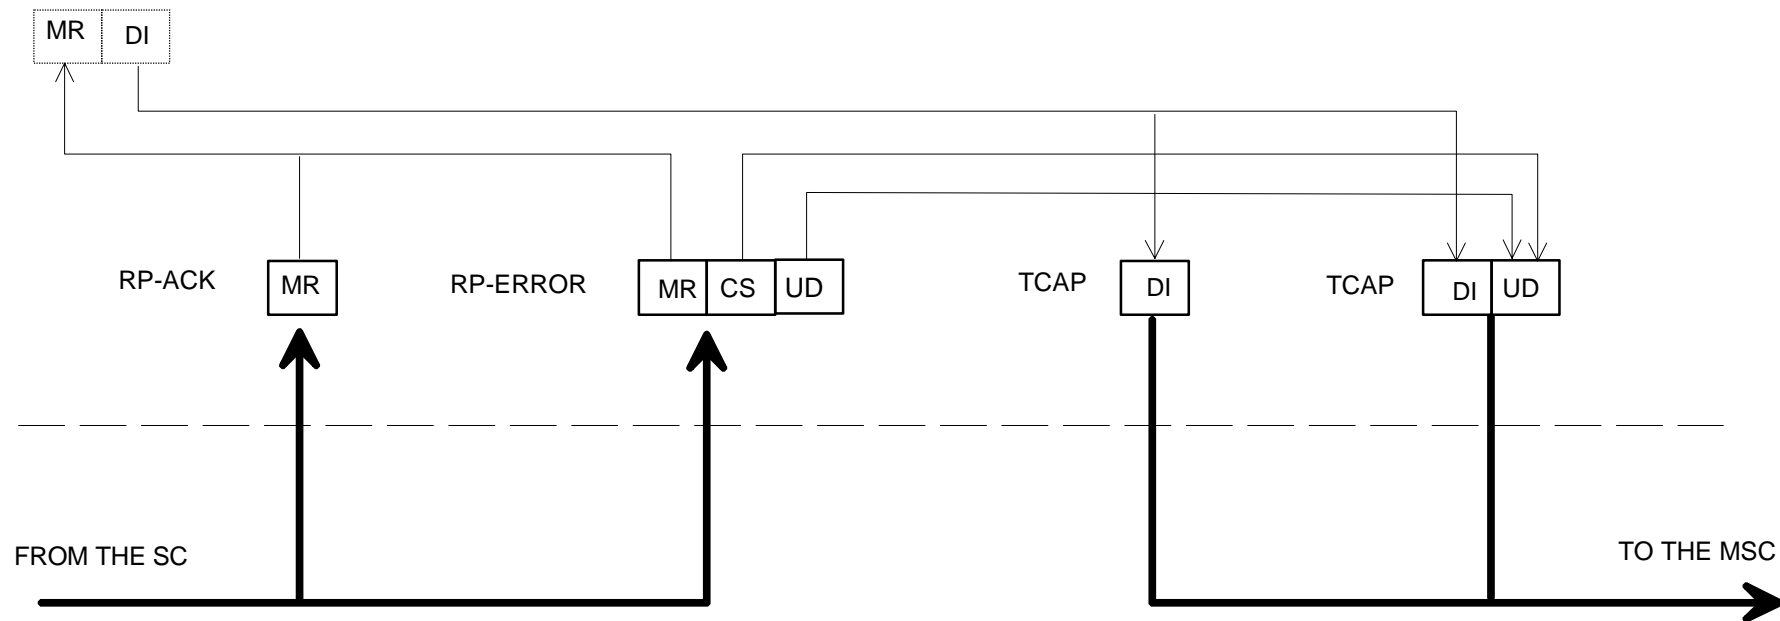 MR DI
RP-ACK MR RP-ERROR MR CS UD TCAP DI TCAP DI UD
FROM THE SC TO THE MSC